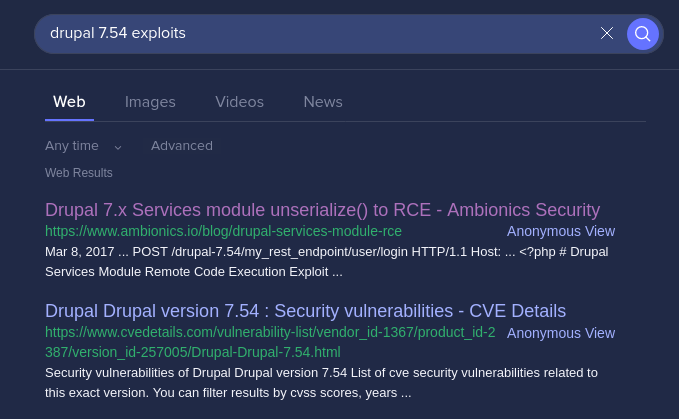 drupal 7.54 exploits
Web Images Videos News
Any time Advanced
Web Results
Drupal 7.x Services module unserialize() to RCE - Ambionics Security
https://www.ambionics.io/blog/drupal-services-module-rce Anonymous View
Mar 8, 2017 ... POST /drupal-7.54/my_rest_endpoint/user/login HTTP/1.1 Host: ... <?php # Drupal
Services Module Remote Code Execution Exploit ...
Drupal Drupal version 7.54 : Security vulnerabilities - CVE Details
https://www.cvedetails.com/vulnerability-list/vendor_id-1367/product_id-2 Anonymous View
387/version_id-257005/Drupal-Drupal-7.54.html
Security vulnerabilities of Drupal Drupal version 7.54 List of cve security vulnerabilities related to
this exact version. You can filter results by cvss scores, years ...